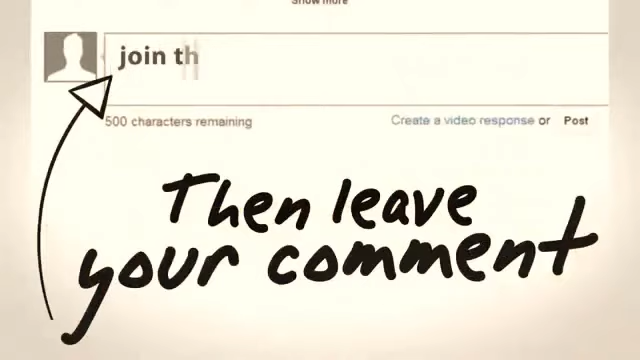 Show more
join th
500 characters remaining
Create a video response or Post
Then leave
your comment